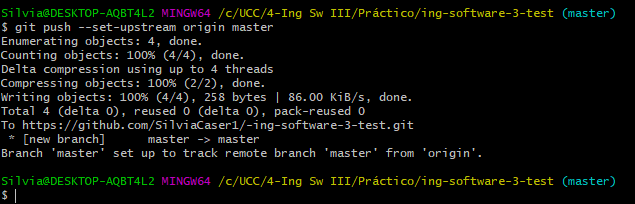 Silvia@DESKTOP-AQBT4L2 MINGW64 /c/UCC/4-Ing Sw III/Práctico/ing-software-3-test (master)
$ git push --set-upstream origin master
Enumerating objects: 4, done.
Counting objects: 100% (4/4), done.
Delta compression using up to 4 threads
Compressing objects: 100% (2/2), done.
Writing objects: 100% (4/4), 258 bytes | 86.00 KiB/s, done.
Total 4 (delta 0), reused 0 (delta 0), pack-reused 0
To https://github.com/SilviaCaser1/-ing-software-3-test.git
 * [new branch]      master -> master
Branch 'master' set up to track remote branch 'master' from 'origin'.
Silvia@DESKTOP-AQBT4L2 MINGW64 /c/UCC/4-Ing Sw III/Práctico/ing-software-3-test (master)
$